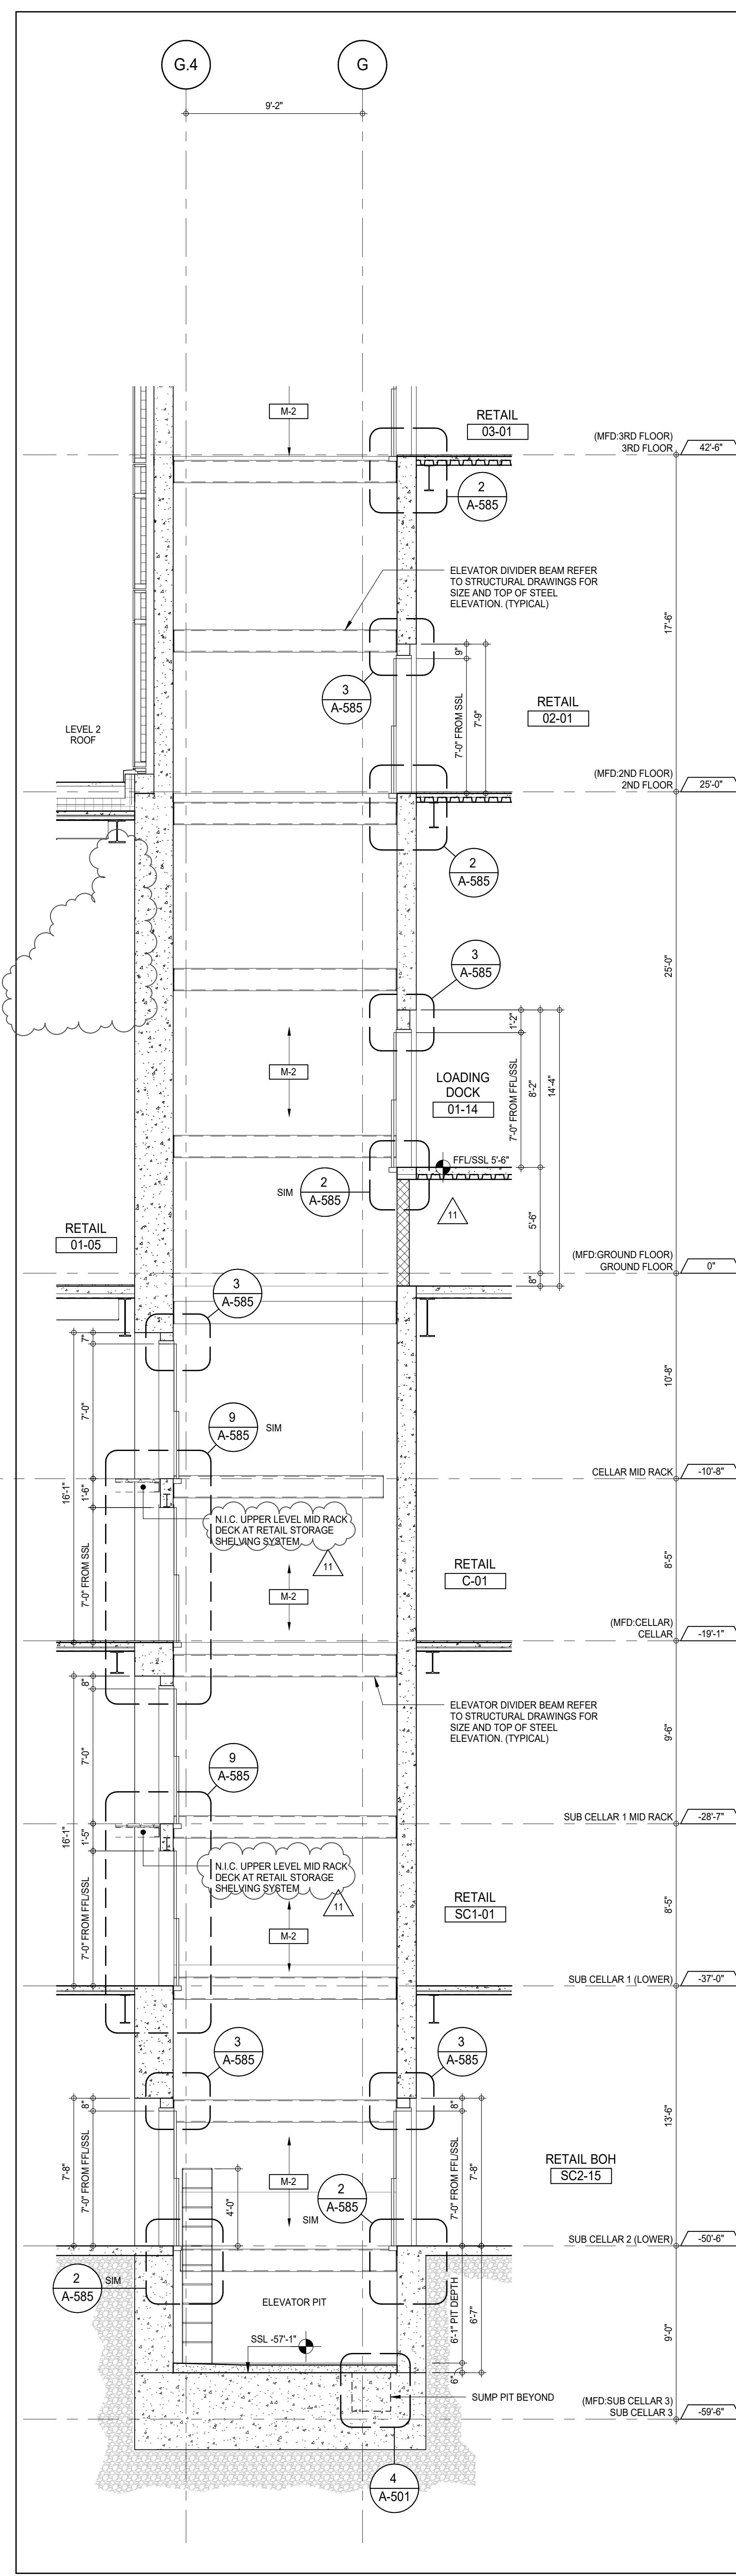 G.4
G
9'-2"
M-2
RETAIL
03-01
(MFD:3RD FLOOR)
3RD FLOOR
42'-6"
2
A-585
ELEVATOR DIVIDER BEAM REFER
TO STRUCTURAL DRAWINGS FOR
SIZE AND TOP OF STEEL
ELEVATION. (TYPICAL)
17'-6"
9"
3
A-585
7'-0" FROM SSL
7'-9"
RETAIL
02-01
LEVEL 2
ROOF
(MFD:2ND FLOOR)
2ND FLOOR
25'-0"
2
A-585
3
A-585
25'-0"
1'-2"
M-2
LOADING
DOCK
01-14
7'-0" FROM FFL/SSL
8'-2"
14'-4"
FFL/SSL 5'-6"
SIM
2
A-585
11
RETAIL
01-05
5'-6"
(MFD:GROUND FLOOR)
GROUND FLOOR
0"
8"
3
A-585
7"
10'-8"
7'-0"
9
A-585
SIM
CELLAR MID RACK
-10'-8"
16'-1"
1'-6"
N.I.C. UPPER LEVEL MID RACK
DECK AT RETAIL STORAGE
SHELVING SYSTEM
11
7'-0" FROM SSL
M-2
RETAIL
C-01
8'-5"
(MFD:CELLAR)
CELLAR
-19'-1"
2
8"
ELEVATOR DIVIDER BEAM REFER
TO STRUCTURAL DRAWINGS FOR
SIZE AND TOP OF STEEL
ELEVATION. (TYPICAL)
9'-6"
7'-0"
9
A-585
SUB CELLAR 1 MID RACK
-28'-7"
16'-1"
1'-5"
N.I.C. UPPER LEVEL MID RACK
DECK AT RETAIL STORAGE
SHELVING SYSTEM
11
7'-0" FROM FFL/SSL
M-2
RETAIL
SC1-01
8'-5"
SUB CELLAR 1 (LOWER)
-37'-0"
3
A-585
3
A-585
8"
8"
13'-6"
7'-8"
7'-0" FROM FFL/SSL
M-2
4'-0"
7'-0" FROM FFL/SSL
7'-8"
RETAIL BOH
SC2-15
2
A-585
SIM
SUB CELLAR 2 (LOWER)
-50'-6"
2
A-585
SIM
ELEVATOR PIT
6'-1" PIT DEPTH
6'-7"
9'-0"
SSL -57'-1"
6"
SUMP PIT BEYOND
(MFD:SUB CELLAR 3)
SUB CELLAR 3
-59'-6"
4
A-501